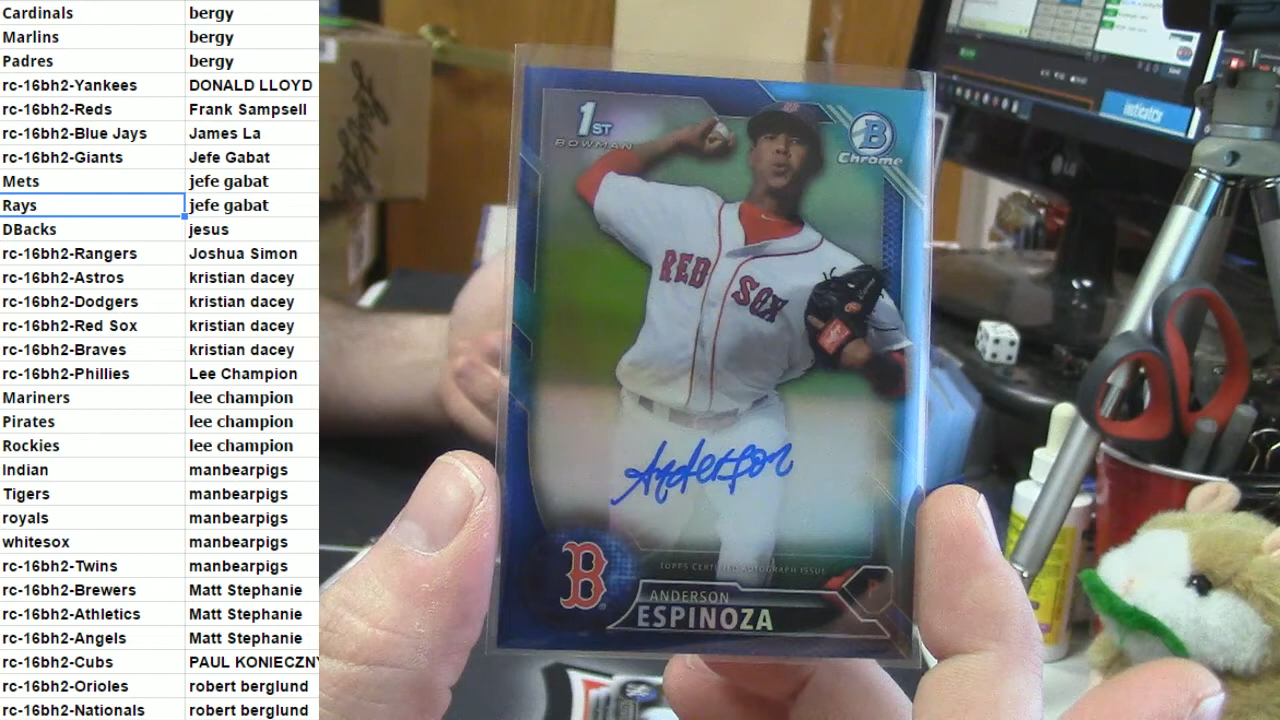 Cardinals bergy
Marlins bergy
Padres bergy
rc-16bh2-Yankees DONALD LLOYD
rc-16bh2-Reds Frank Sampsell
rc-16bh2-Blue Jays James La
rc-16bh2-Giants Jefe Gabat
Mets jefe gabat
Rays jefe gabat
DBacks jesus
rc-16bh2-Rangers Joshua Simon
rc-16bh2-Astros kristian dacey
rc-16bh2-Dodgers kristian dacey
rc-16bh2-Red Sox kristian dacey
rc-16bh2-Braves kristian dacey
rc-16bh2-Phillies Lee Champion
Mariners lee champion
Pirates lee champion
Rockies lee champion
Indian manbearpigs
Tigers manbearpigs
royals manbearpigs
whitesox manbearpigs
rc-16bh2-Twins manbearpigs
rc-16bh2-Brewers Matt Stephanie
rc-16bh2-Athletics Matt Stephanie
rc-16bh2-Angels Matt Stephanie
rc-16bh2-Cubs PAUL KONIECZNY
rc-16bh2-Orioles robert berglund
rc-16bh2-Nationals robert berglund
1ST
BOWMAN
B
Chrome
RED SOX
Anderson
B
TOPPS CERTIFIED AUTOGRAPH ISSUE
ANDERSON
ESPINOZA